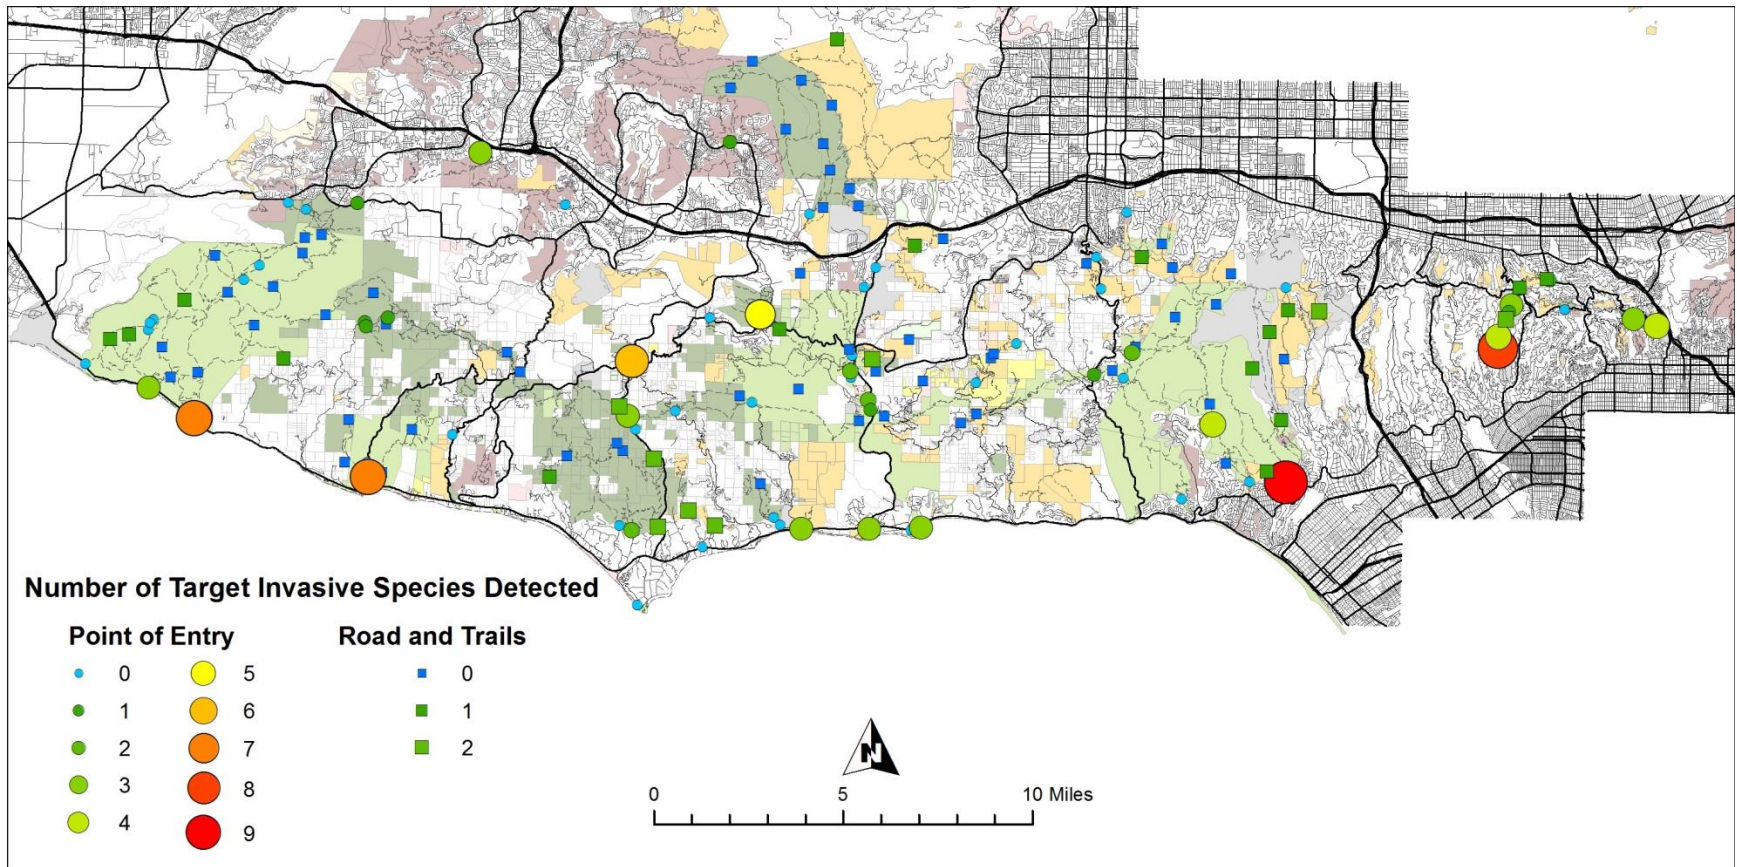 Number of Target Invasive Species Detected
Point of Entry
Road and Trails
0 5 0
1 6 1
2 7 2
3 8
4 9
N
0 5 10 Miles